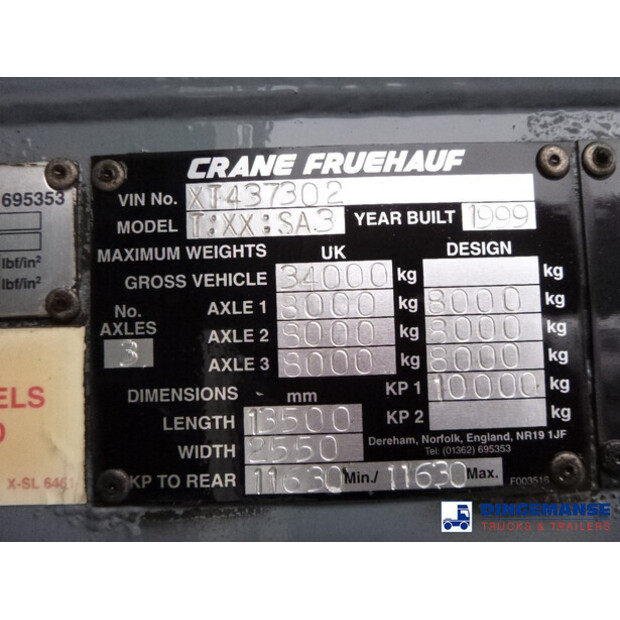 695353
lbf/in²
lbf/in²
ELS
X-SL 6461
CRANE FRUEHAUF
VIN No. XT437302
MODEL T:XX:SA3 YEAR BUILT 1999
MAXIMUM WEIGHTS UK DESIGN
GROSS VEHICLE 34000 kg kg
No. AXLES 3
AXLE 1 8000 kg 8000 kg
AXLE 2 8000 kg 8000 kg
AXLE 3 8000 kg 8000 kg
KP 1 10000 kg
DIMENSIONS mm
KP 2 kg
LENGTH 13500
WIDTH 2550
Dereham, Norfolk, England, NR19 1JF
Tel: (01362) 695353
KP TO REAR 11630 Min./ 11630 Max.
F003516
DINGEMANSE
TRUCKS & TRAILERS